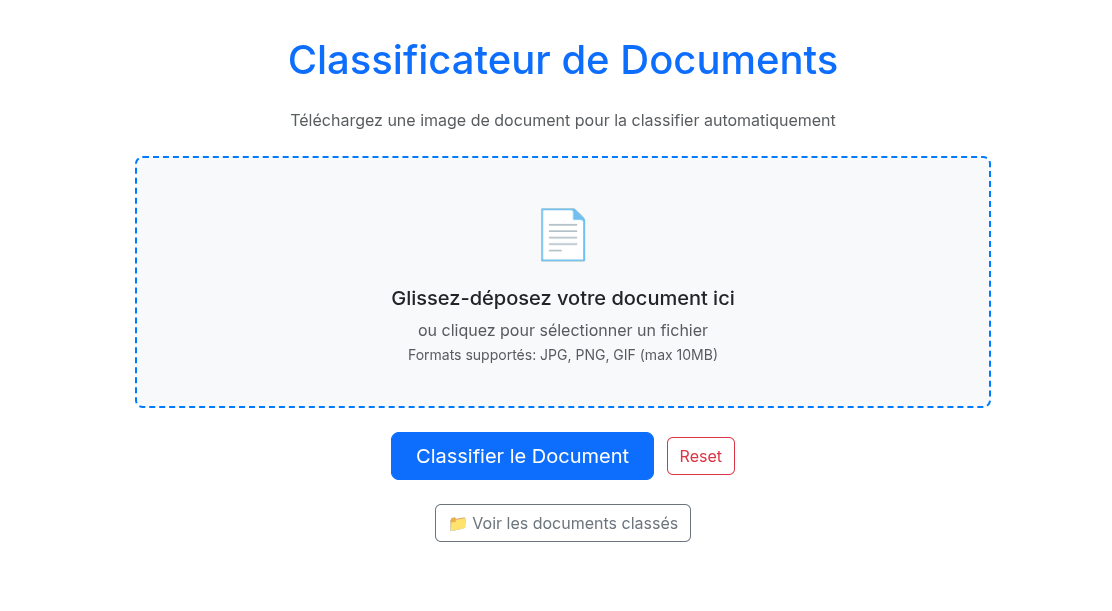 Classificateur de Documents
Téléchargez une image de document pour la classifier automatiquement
Glissez-déposez votre document ici
ou cliquez pour sélectionner un fichier
Formats supportés: JPG, PNG, GIF (max 10MB)
Classifier le Document
Reset
📁 Voir les documents classés